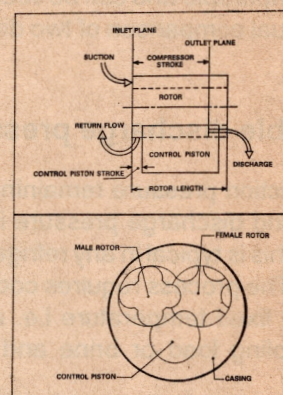 INLET PLANE
OUTLET PLANE
SUCTION
COMPRESSOR
STROKE
ROTOR
RETURN FLOW
CONTROL PISTON
DISCHARGE
CONTROL PISTON STROKE
ROTOR LENGTH
FEMALE ROTOR
MALE ROTOR
CONTROL PISTON
CASING